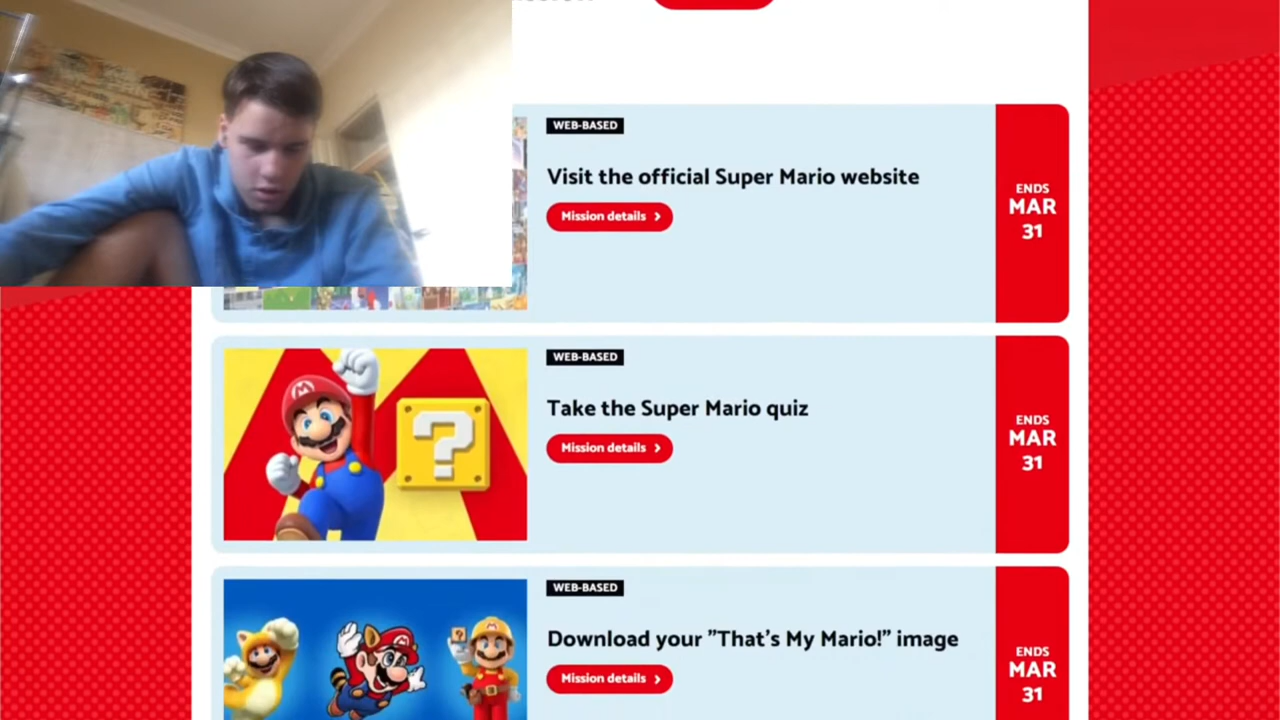 WEB-BASED
Visit the official Super Mario website
Mission details
ENDS
MAR
31
WEB-BASED
Take the Super Mario quiz
Mission details
ENDS
MAR
31
WEB-BASED
Download your "That's My Mario!" image
Mission details
ENDS
MAR
31